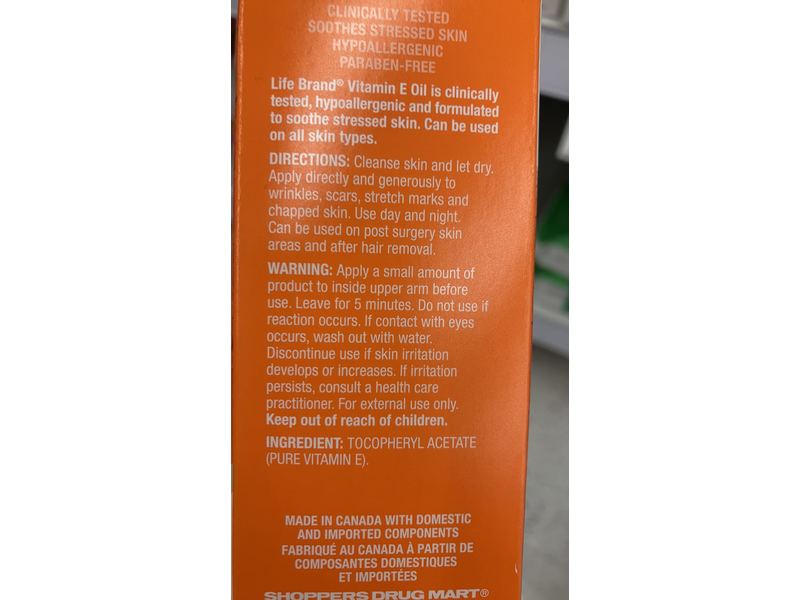 CLINICALLY TESTED
SOOTHES STRESSED SKIN
HYPOALLERGENIC
PARABEN-FREE
Life Brand® Vitamin E Oil is clinically
tested, hypoallergenic and formulated
to soothe stressed skin. Can be used
on all skin types.
DIRECTIONS: Cleanse skin and let dry.
Apply directly and generously to
wrinkles, scars, stretch marks and
chapped skin. Use day and night.
Can be used on post surgery skin
areas and after hair removal.
WARNING: Apply a small amount of
product to inside upper arm before
use. Leave for 5 minutes. Do not use if
reaction occurs. If contact with eyes
occurs, wash out with water.
Discontinue use if skin irritation
develops or increases. If irritation
persists, consult a health care
practitioner. For external use only.
Keep out of reach of children.
INGREDIENT: TOCOPHERYL ACETATE
(PURE VITAMIN E).
MADE IN CANADA WITH DOMESTIC
AND IMPORTED COMPONENTS
FABRIQUÉ AU CANADA À PARTIR DE
COMPOSANTES DOMESTIQUES
ET IMPORTÉES
SHOPPERS DRUG MART®